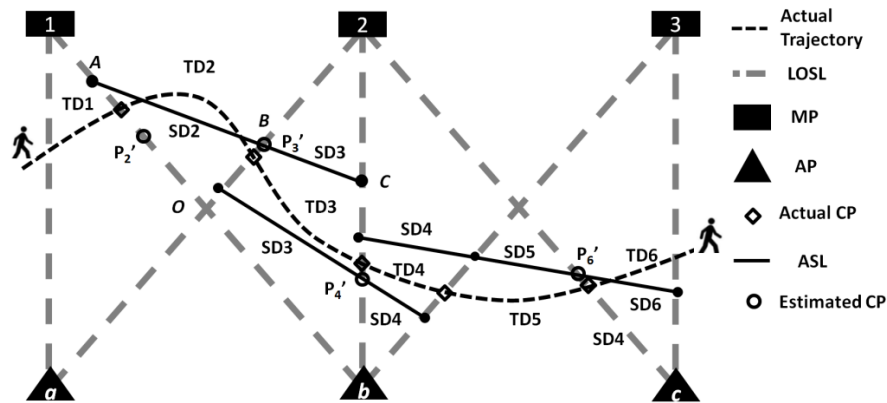 1
2
3
Actual
Trajectory
LOSL
MP
AP
Actual CP
ASL
Estimated CP
A
TD1
TD2
SD2
P2'
B
P3'
SD3
C
O
TD3
SD3
P4'
SD4
SD4
TD4
SD5
P6'
TD6
TD5
SD6
SD4
a
b
c